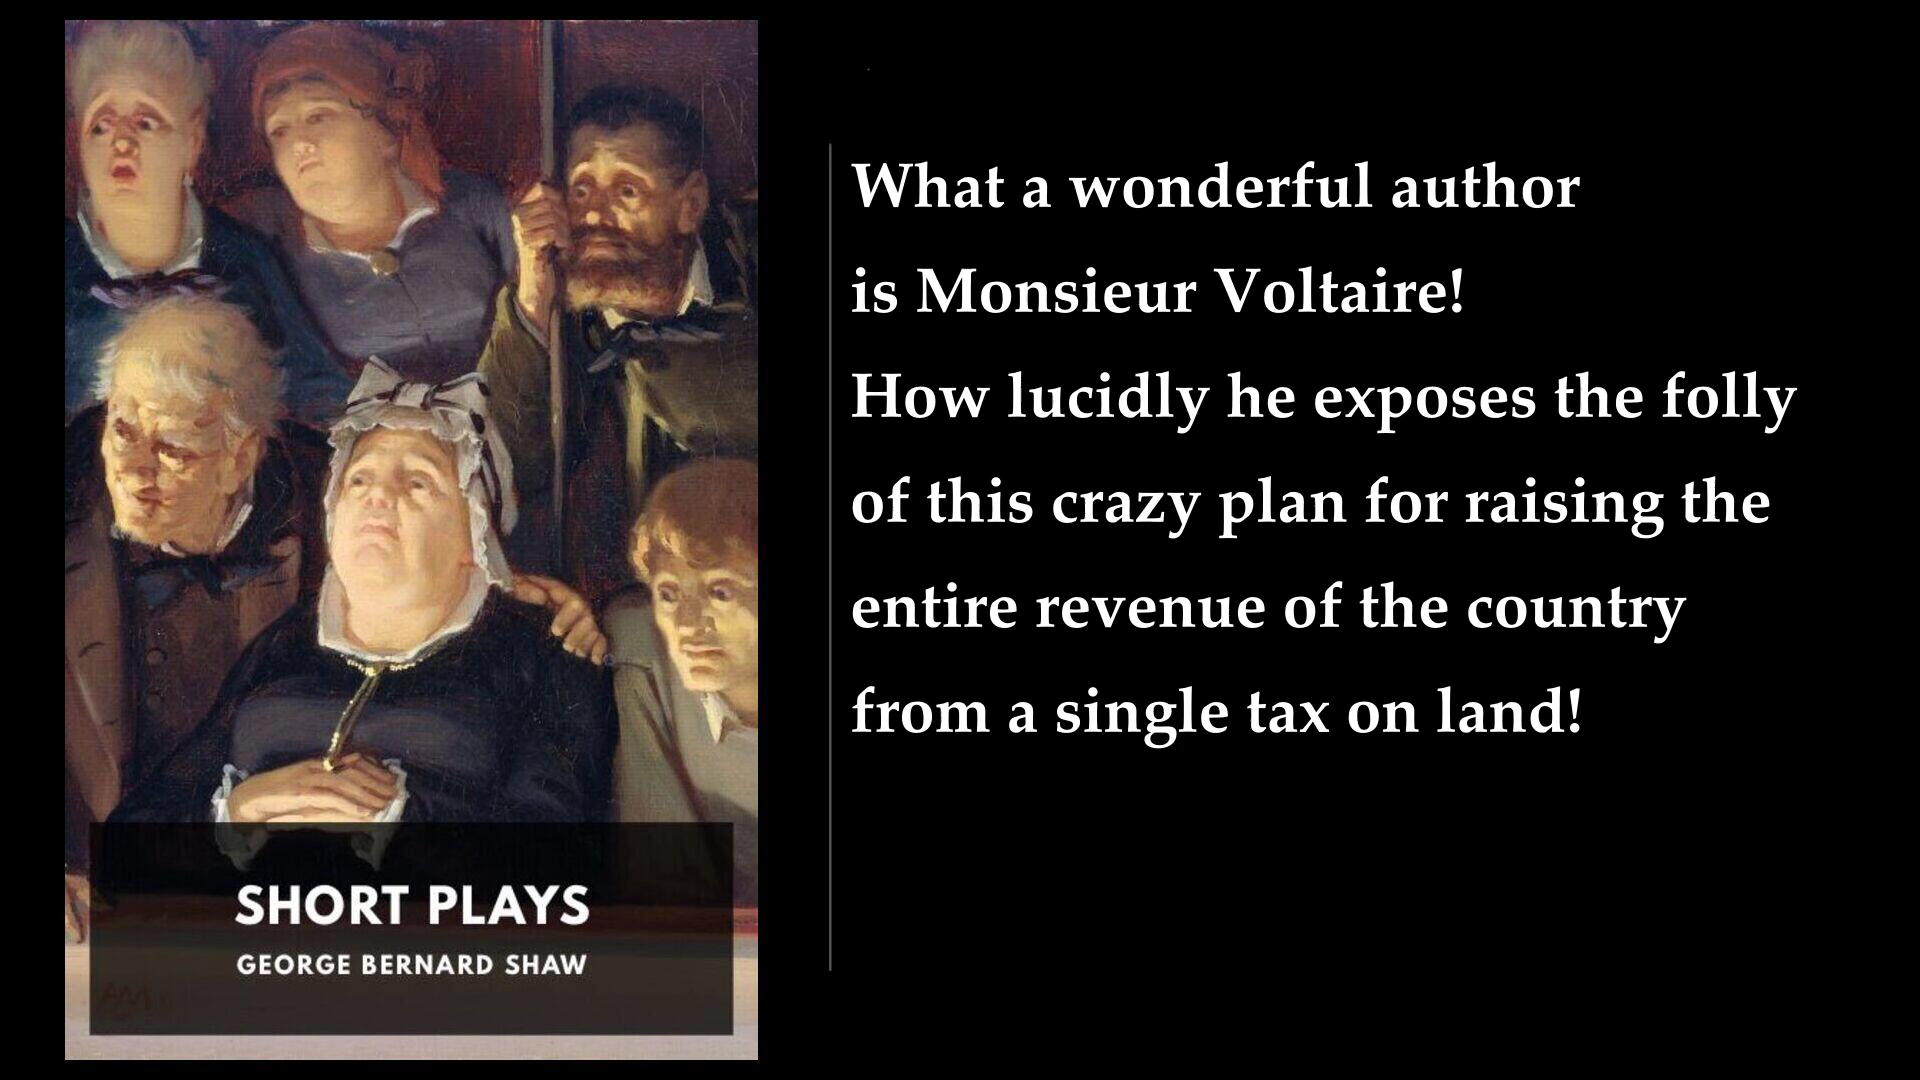 What a wonderful author
is Monsieur Voltaire!
How lucidly he exposes the folly
of this crazy plan for raising the
entire revenue of the country
from a single tax on land!
SHORT PLAYS
GEORGE BERNARD SHAW